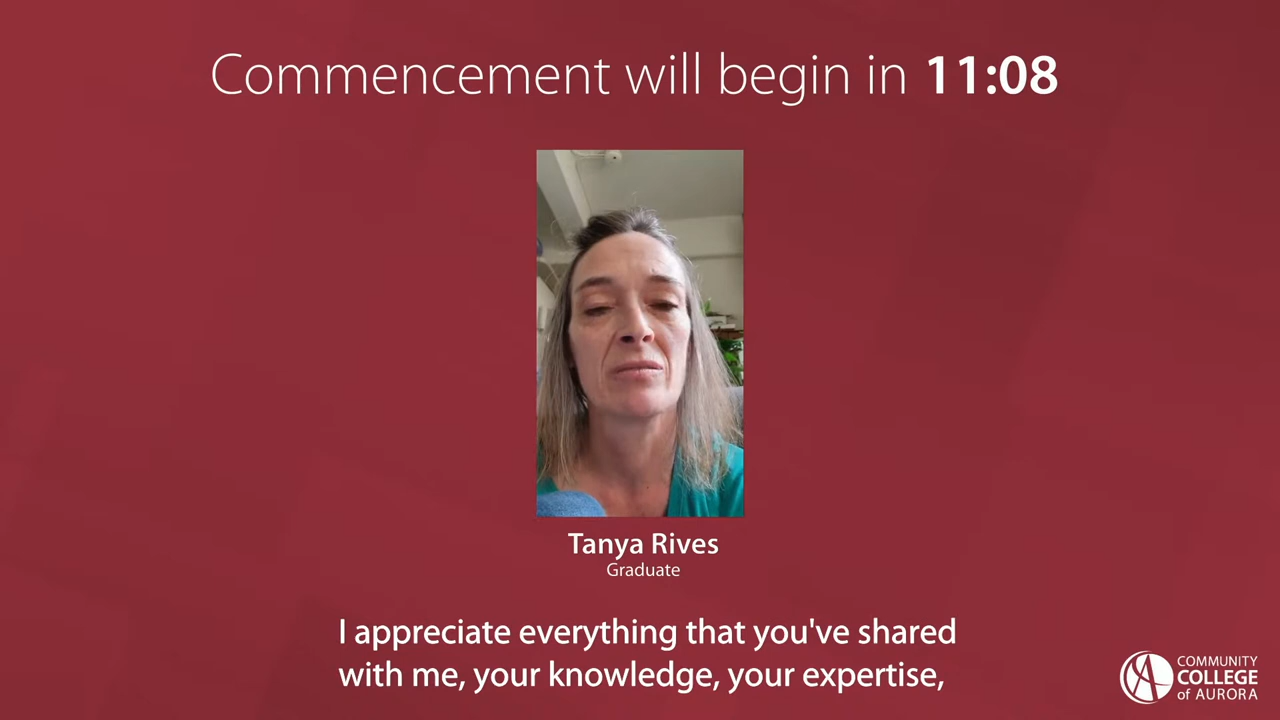 Commencement will begin in 11:08
Tanya Rives
Graduate
I appreciate everything that you've shared
with me, your knowledge, your expertise,
COMMUNITY
COLLEGE
of AURORA